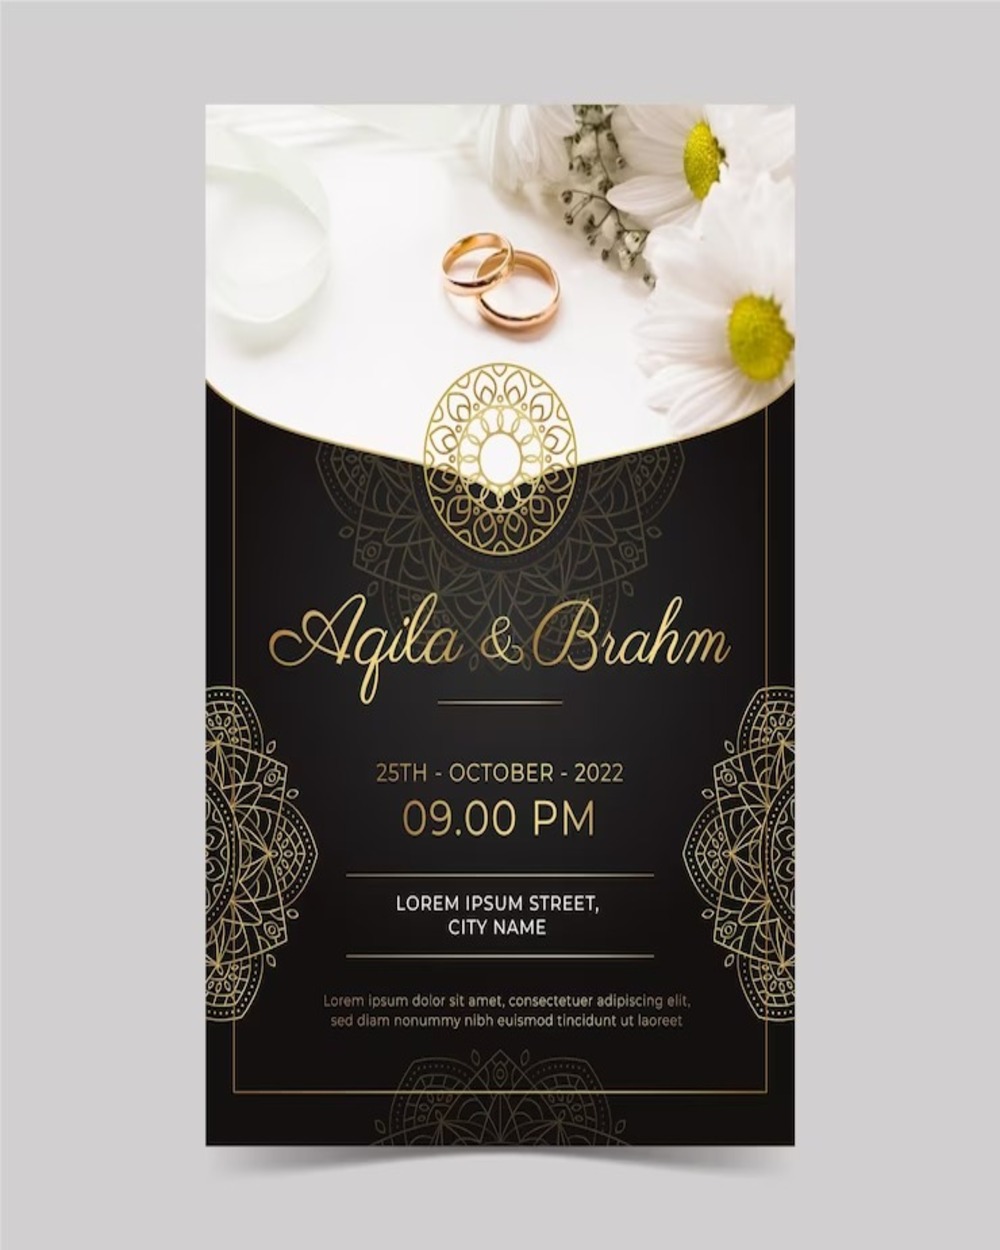 Aqila & Brahm
25TH - OCTOBER - 2022
09.00 PM
LOREM IPSUM STREET,
CITY NAME
Lorem ipsum dolor sit amet, consectetuer adipiscing elit,
sed diam nonummy nibh euismod tincidunt ut laoreet